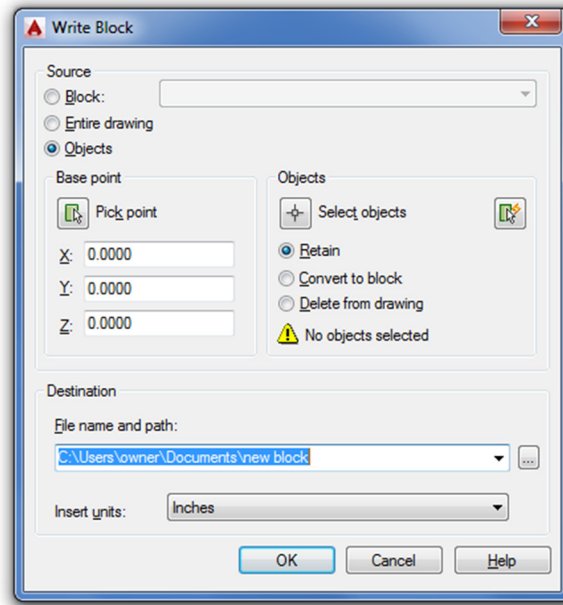 Write Block
Source
Block:
Entire drawing
Objects
Base point
Pick point
X: 0.0000
Y: 0.0000
Z: 0.0000
Objects
Select objects
Retain
Convert to block
Delete from drawing
No objects selected
Destination
File name and path:
C:\Users\owner\Documents\new block
...
Insert units: Inches
OK Cancel Help